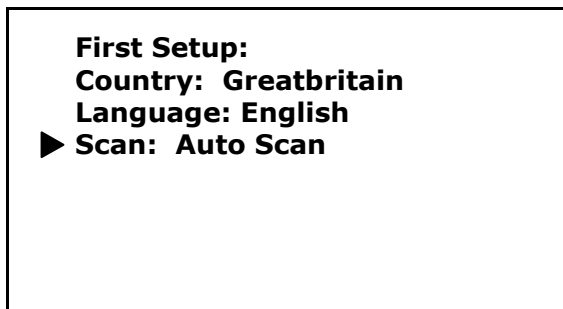 First Setup:
Country: Greatbritain
Language: English
Scan: Auto Scan